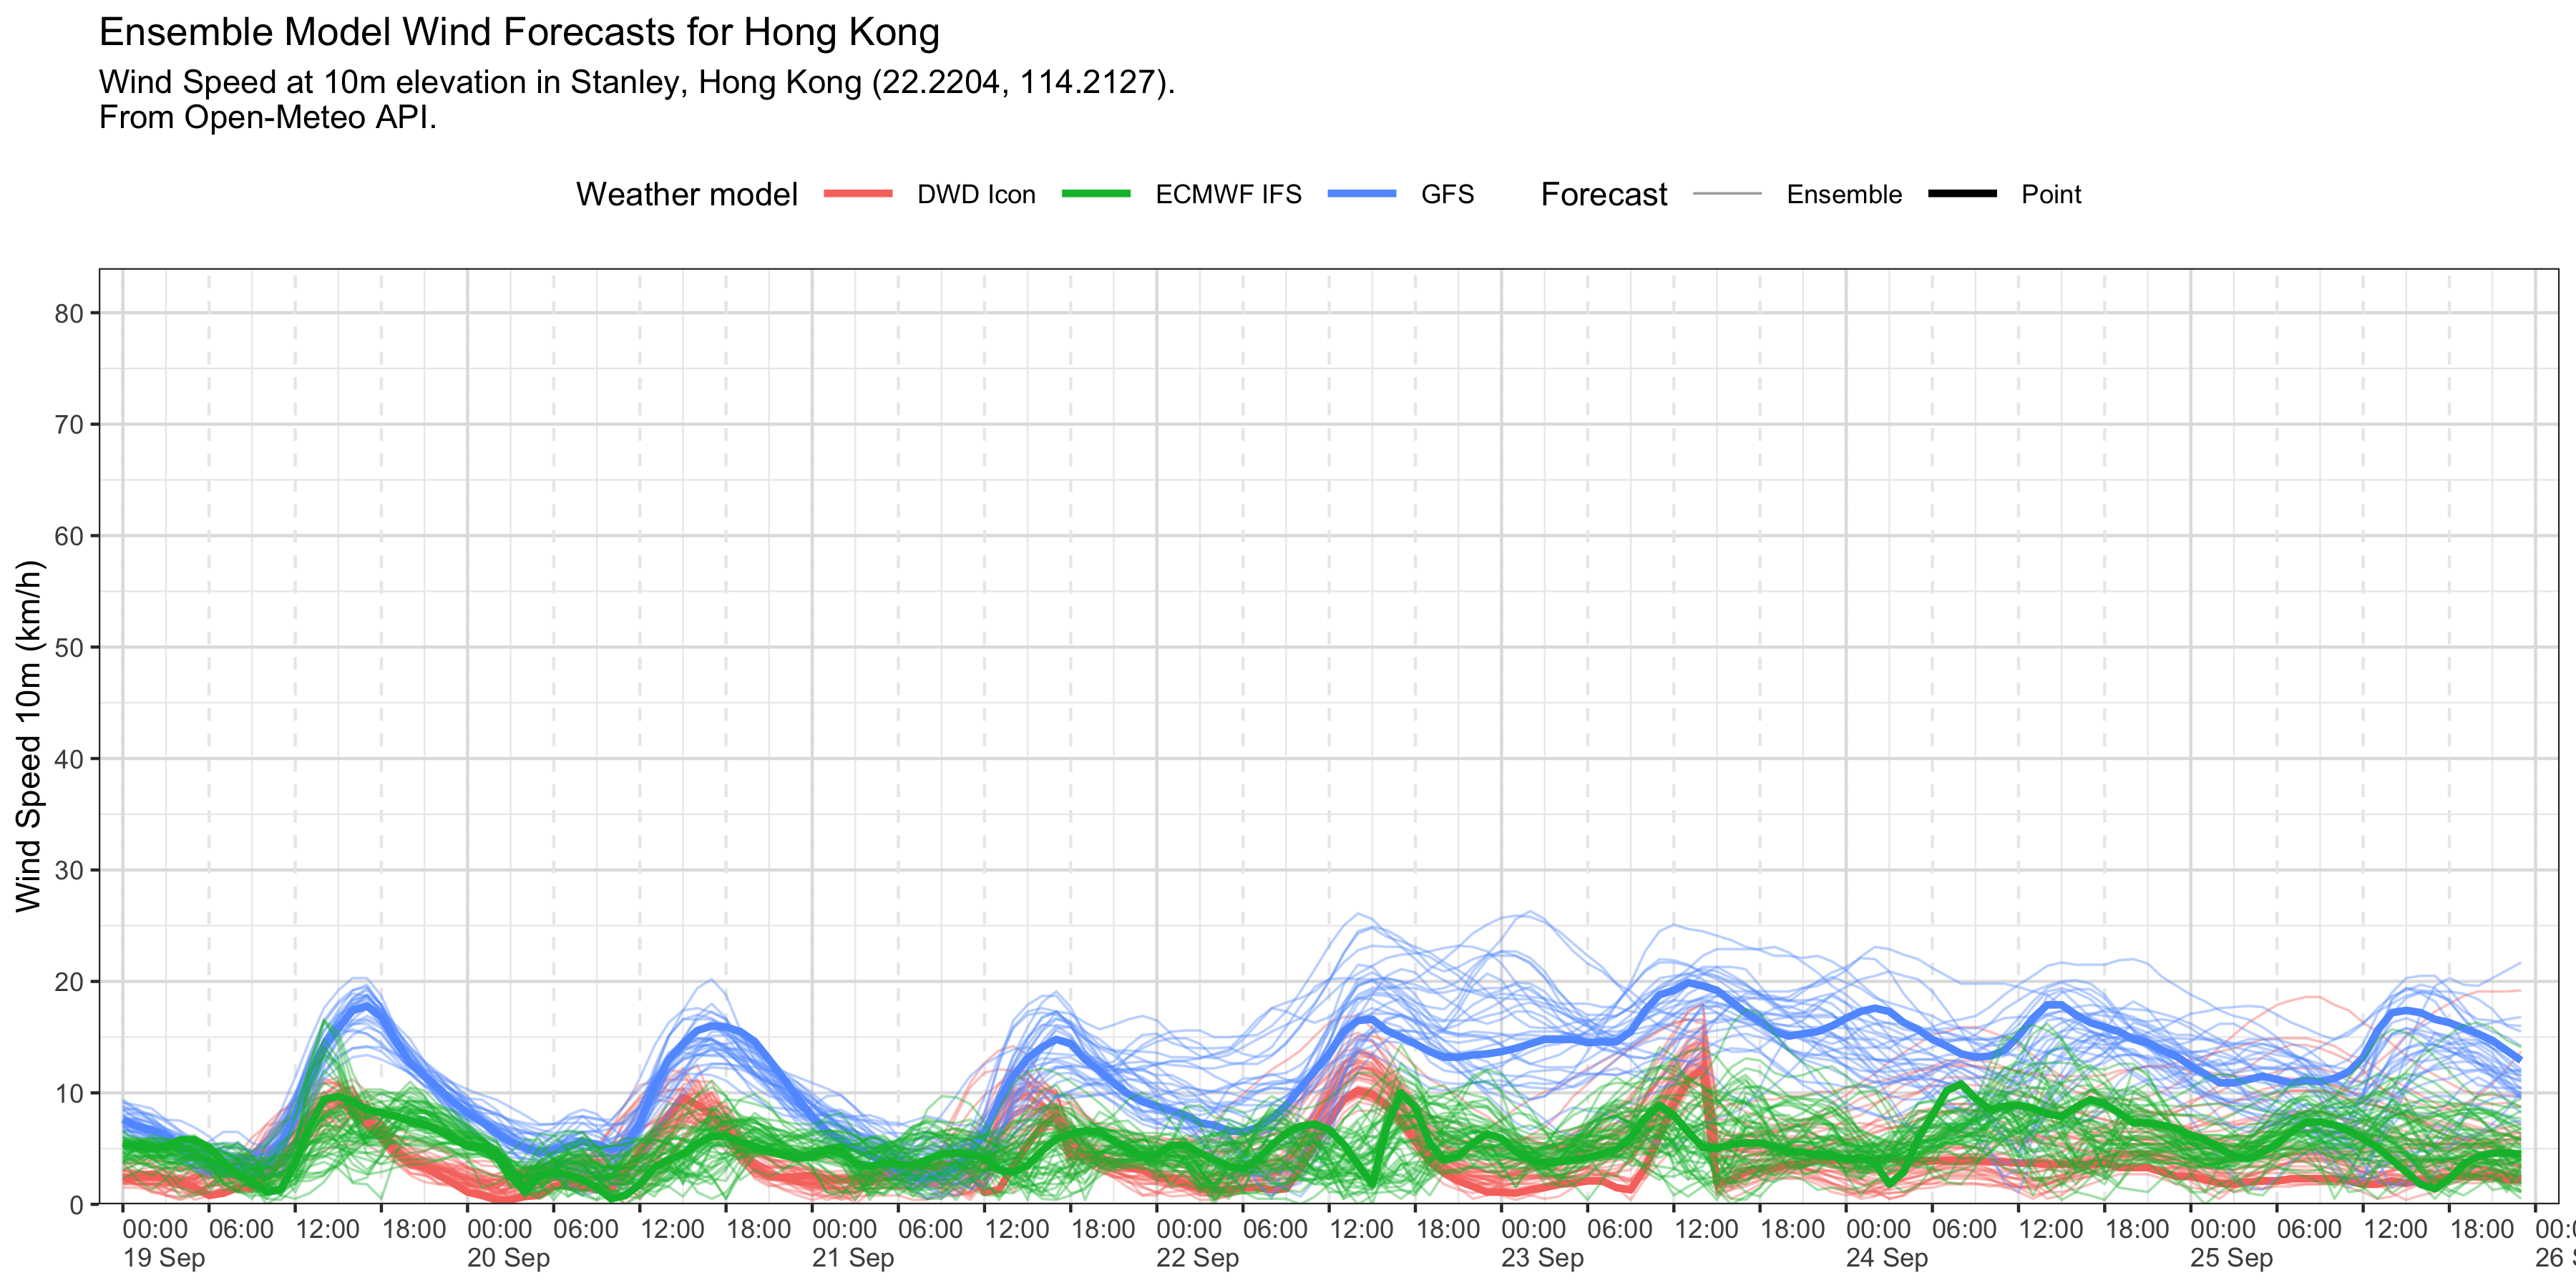 Ensemble Model Wind Forecasts for Hong Kong
Wind Speed at 10m elevation in Stanley, Hong Kong (22.2204, 114.2127).
From Open-Meteo API.
Weather model DWD Icon ECMWF IFS GFS Forecast Ensemble Point
Wind Speed 10m (km/h)
80
70
60
50
40
30
20
10
0
00:00 06:00 12:00 18:00 00:00 06:00 12:00 18:00 00:00 06:00 12:00 18:00 00:00 06:00 12:00 18:00 00:00 06:00 12:00 18:00 00:00 06:00 12:00 18:00 00:00 06:00 12:00 18:00
19 Sep 20 Sep 21 Sep 22 Sep 23 Sep 24 Sep 25 Sep 26